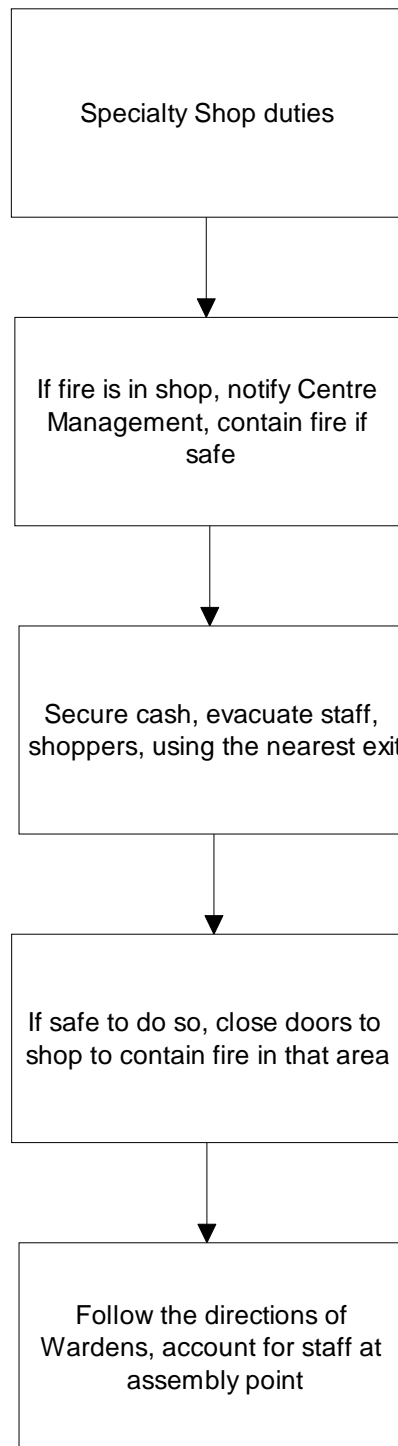 Specialty Shop duties
If fire is in shop, notify Centre
Management, contain fire if
safe
Secure cash, evacuate staff,
shoppers, using the nearest exit
If safe to do so, close doors to
shop to contain fire in that area
Follow the directions of
Wardens, account for staff at
assembly point